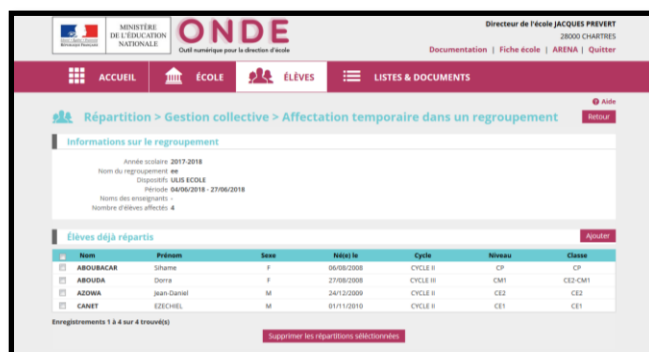 MINISTÈRE
DE L'ÉDUCATION
NATIONALE
ONDE
Outil numérique pour la direction d'école
Directeur de l'école JACQUES PREVERT
28000 CHARTRES
Documentation | Fiche école | ARENA | Quitter
ACCUEIL ÉCOLE ÉLÈVES LISTES & DOCUMENTS
Aide
Répartition > Gestion collective > Affectation temporaire dans un regroupement Retour
Informations sur le regroupement
Année scolaire 2017-2018
Nom du regroupement ee
Dispositifs ULIS ECOLE
Période 04/06/2018 - 27/06/2018
Noms des enseignants -
Nombre d'élèves affectés 4
Élèves déjà répartis Ajouter
Nom Prénom Sexe Né(e) le Cycle Niveau Classe
ABOUBACAR Sihame F 06/08/2008 CYCLE II CP CP
ABOUDA Dorra F 27/08/2008 CYCLE III CM1 CE2-CM1
AZOWA Jean-Daniel M 24/12/2009 CYCLE II CE2 CE2
CANET EZECHIEL M 01/11/2010 CYCLE II CE1 CE1
Enregistrements 1 à 4 sur 4 trouvé(s)
Supprimer les répartitions séléctionnées